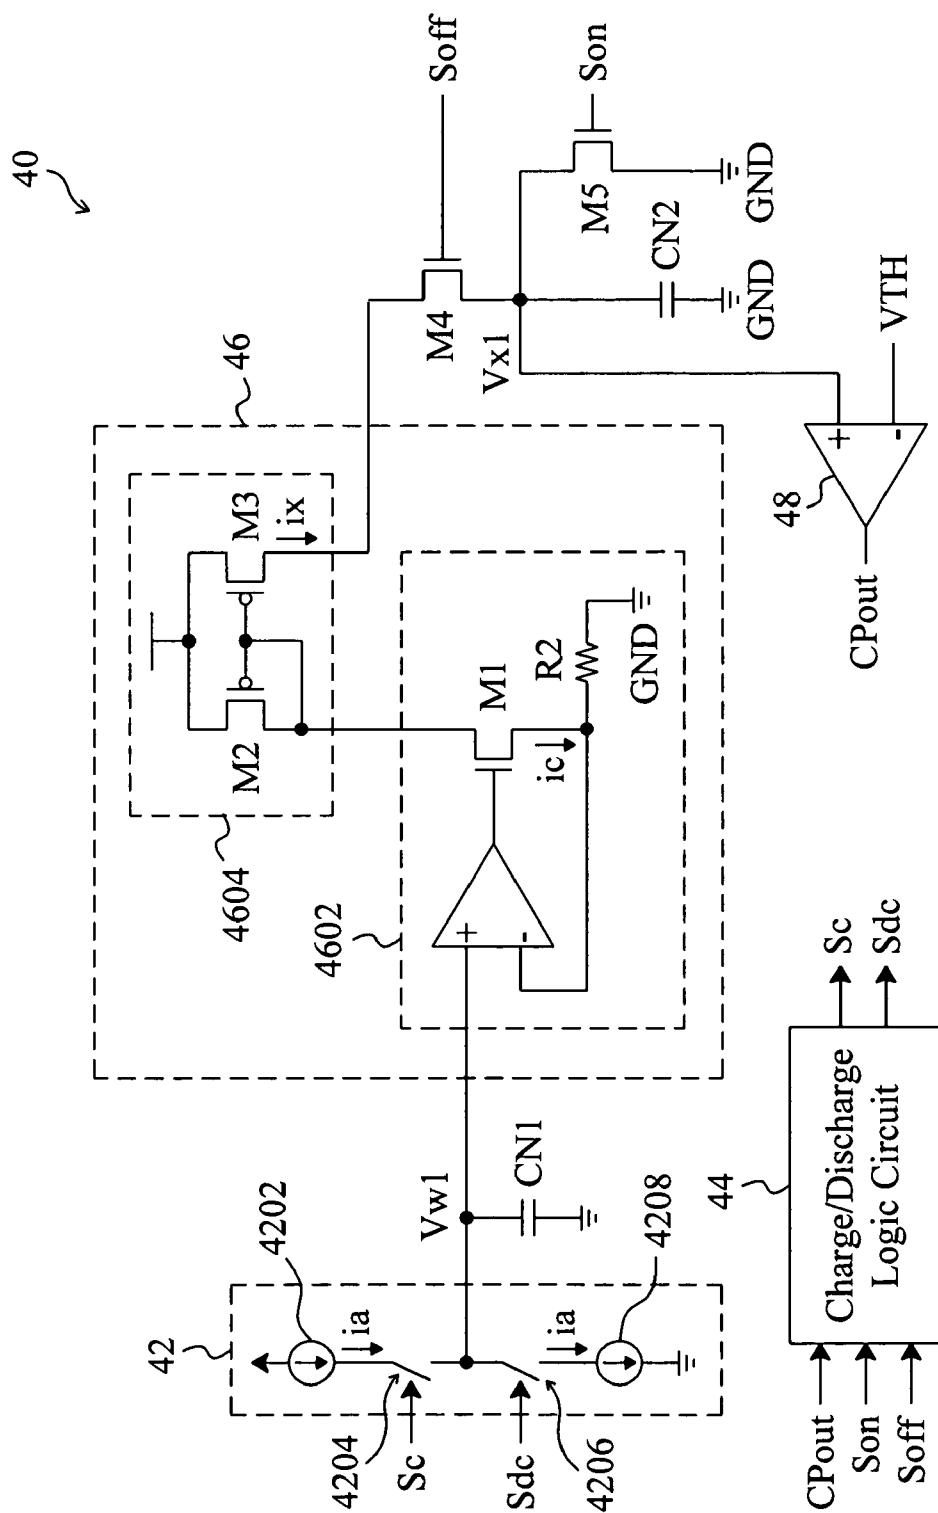 40
42
4202
ia
4204
Sc
Sdc
4206
ia
4208
Vw1
CN1
46
4604
M2
M3
ix
4602
+
-
M1
ic
R2
GND
M4
Soff
Vx1
M5
Son
CN2
GND
GND
48
+
-
VTH
CPout
44
Charge/Discharge
Logic Circuit
CPout
Son
Soff
Sc
Sdc